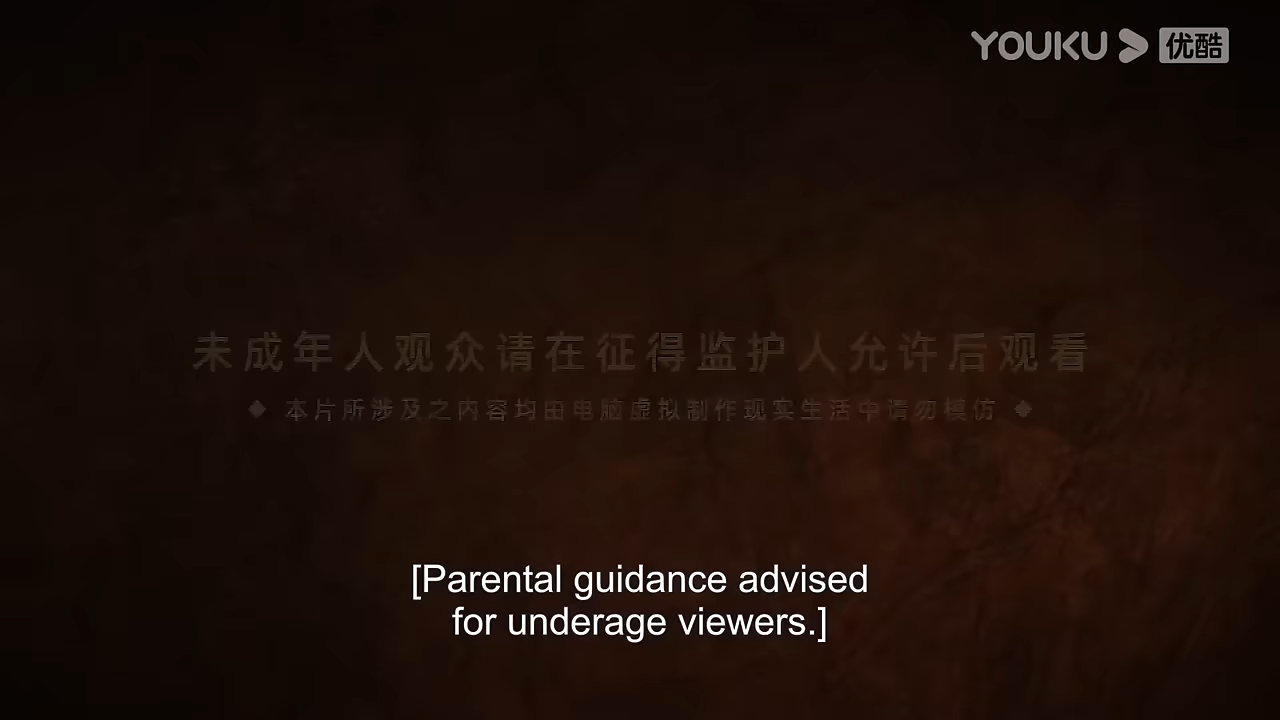 YOUKU 优酷
未成年人观众请在征得监护人允许后观看
◆ 本片所涉及之内容均由电脑虚拟制作现实生活中请勿模仿 ◆
[Parental guidance advised
for underage viewers.]